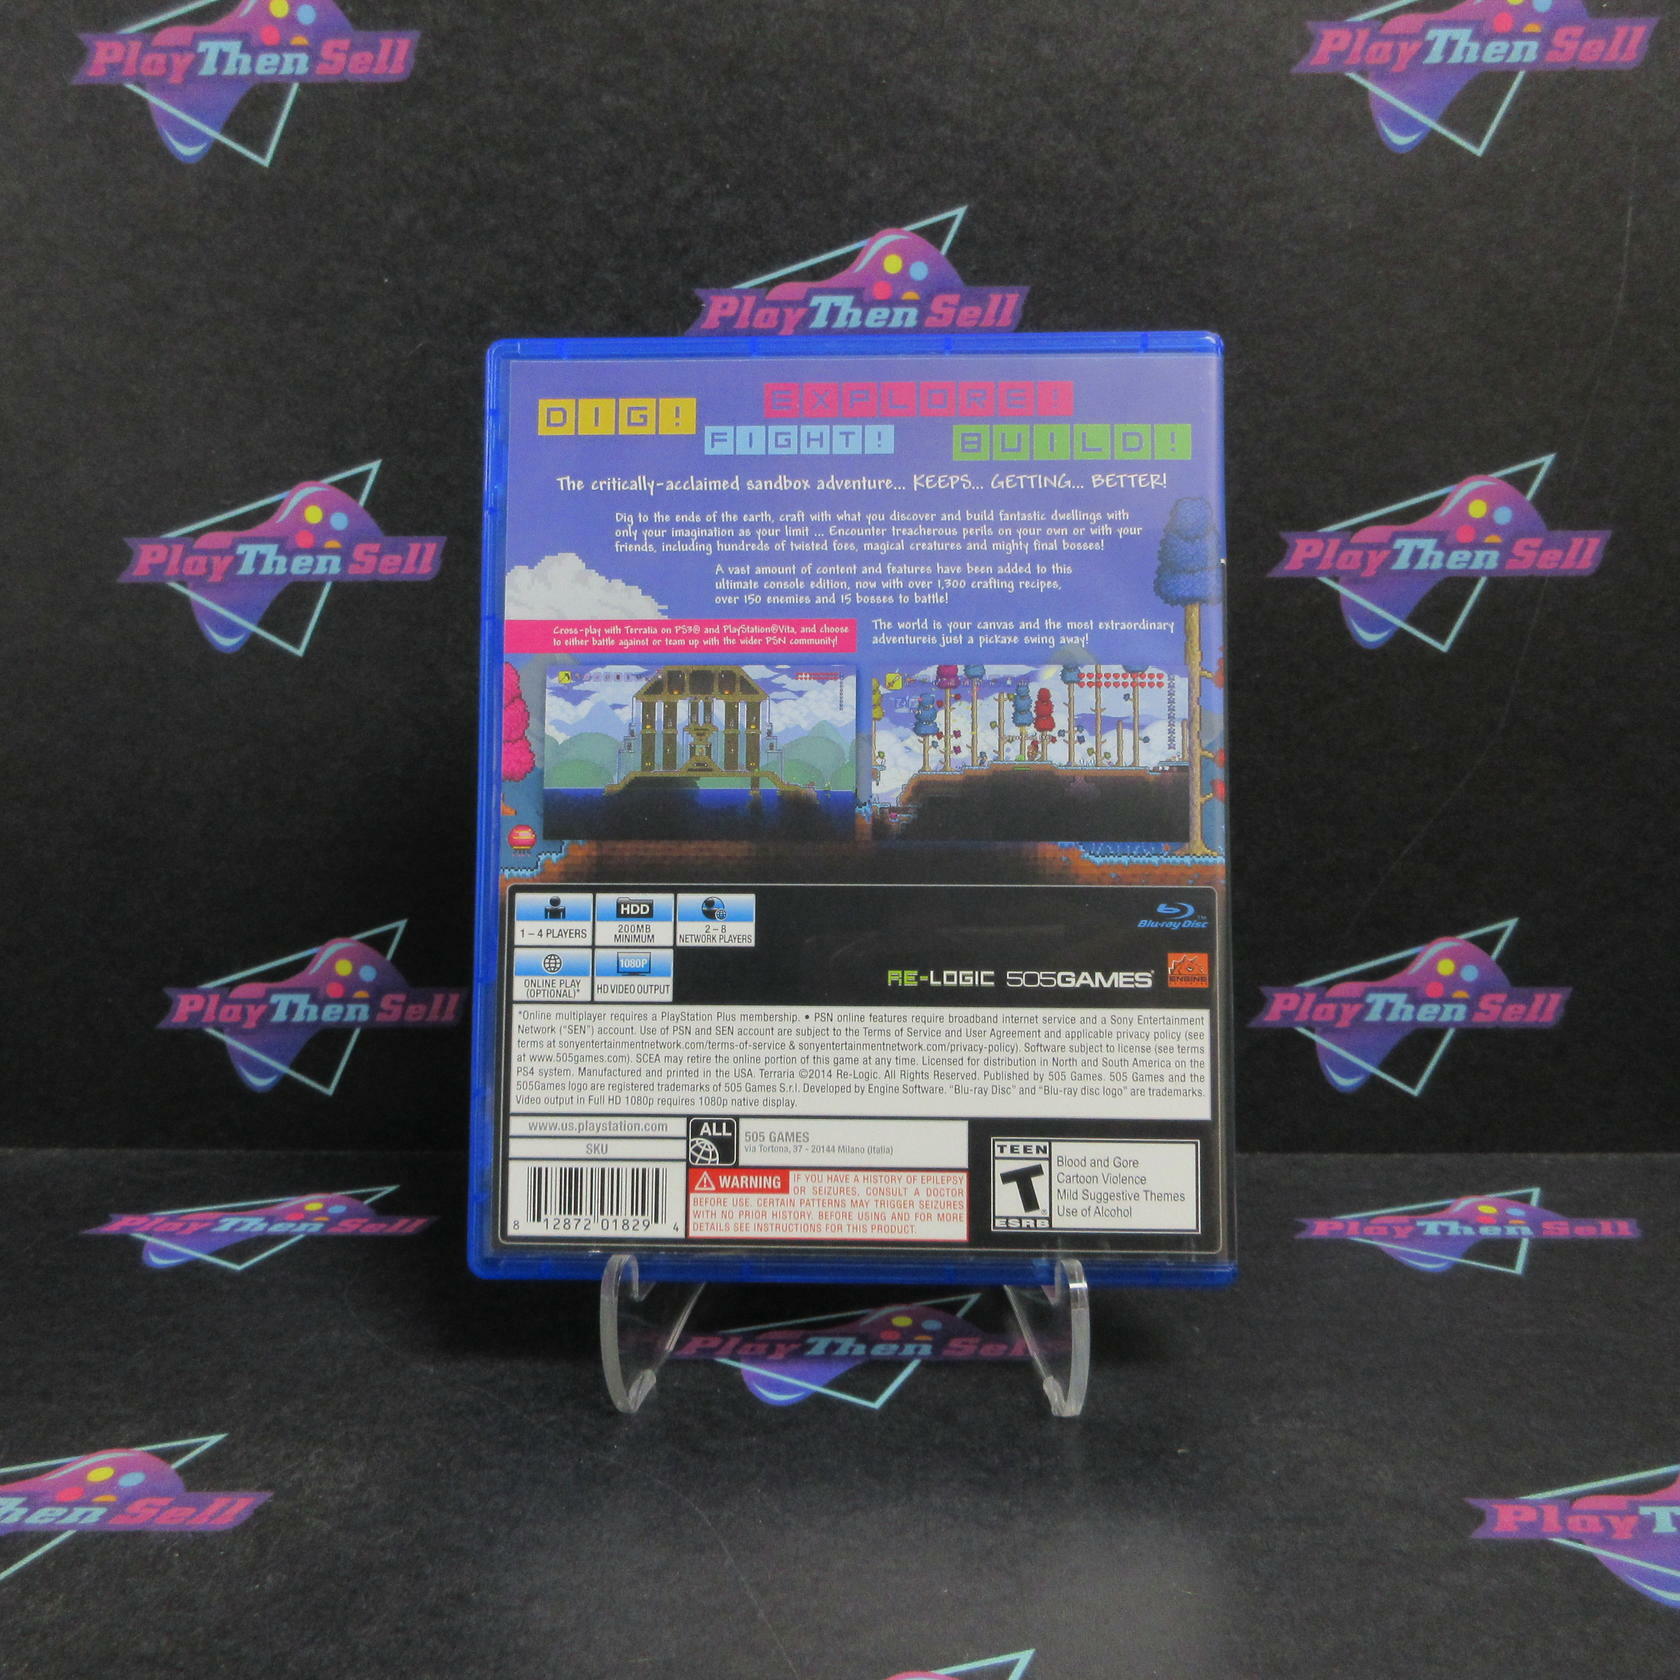 Play Then Sell
Play Then Sell
Play Then Sell
DIG! EXPLORE!
FIGHT! BUILD!
The critically-acclaimed sandbox adventure... KEEPS... GETTING... BETTER!
Dig to the ends of the earth, craft with what you discover and build fantastic dwellings with
only your imagination as your limit ... Encounter treacherous perils on your own or with your
friends, including hundreds of twisted foes, magical creatures and mighty final bosses!
A vast amount of content and features have been added to this
ultimate console edition, now with over 1,300 crafting recipes,
over 150 enemies and 15 bosses to battle!
Cross-play with Terraria on PS3® and PlayStation®Vita, and choose
to either battle against or team up with the wider PSN community!
The world is your canvas and the most extraordinary
adventureis just a pickaxe swing away!
Play Then Sell
Play Then Sell
1 – 4 PLAYERS
HDD
200MB
MINIMUM
2 – 8
NETWORK PLAYERS
Blu-ray Disc™
ONLINE PLAY
(OPTIONAL)*
1080P
HD VIDEO OUTPUT
RE-LOGIC 505GAMES®
ENGINE
*Online multiplayer requires a PlayStation Plus membership. • PSN online features require broadband internet service and a Sony Entertainment
Network (“SEN”) account. Use of PSN and SEN account are subject to the Terms of Service and User Agreement and applicable privacy policy (see
terms at sonyentertainmentnetwork.com/terms-of-service & sonyentertainmentnetwork.com/privacy-policy). Software subject to license (see terms
at www.505games.com). SCEA may retire the online portion of this game at any time. Licensed for distribution in North and South America on the
PS4 system. Manufactured and printed in the USA. Terraria ©2014 Re-Logic. All Rights Reserved. Published by 505 Games. 505 Games and the
505Games logo are registered trademarks of 505 Games S.r.l. Developed by Engine Software. “Blu-ray Disc” and “Blu-ray disc logo” are trademarks.
Video output in Full HD 1080p requires 1080p native display.
www.us.playstation.com
SKU
8 12872 01829 4
ALL
505 GAMES
via Tortona, 37 - 20144 Milano (Italia)
WARNING IF YOU HAVE A HISTORY OF EPILEPSY
OR SEIZURES, CONSULT A DOCTOR
BEFORE USE. CERTAIN PATTERNS MAY TRIGGER SEIZURES
WITH NO PRIOR HISTORY. BEFORE USING AND FOR MORE
DETAILS SEE INSTRUCTIONS FOR THIS PRODUCT.
TEEN
T
ESRB
Blood and Gore
Cartoon Violence
Mild Suggestive Themes
Use of Alcohol
Play Then Sell
Play Then Sell
Play Then Sell
Play Then Sell
Play Then Sell
Then Sell
Play T